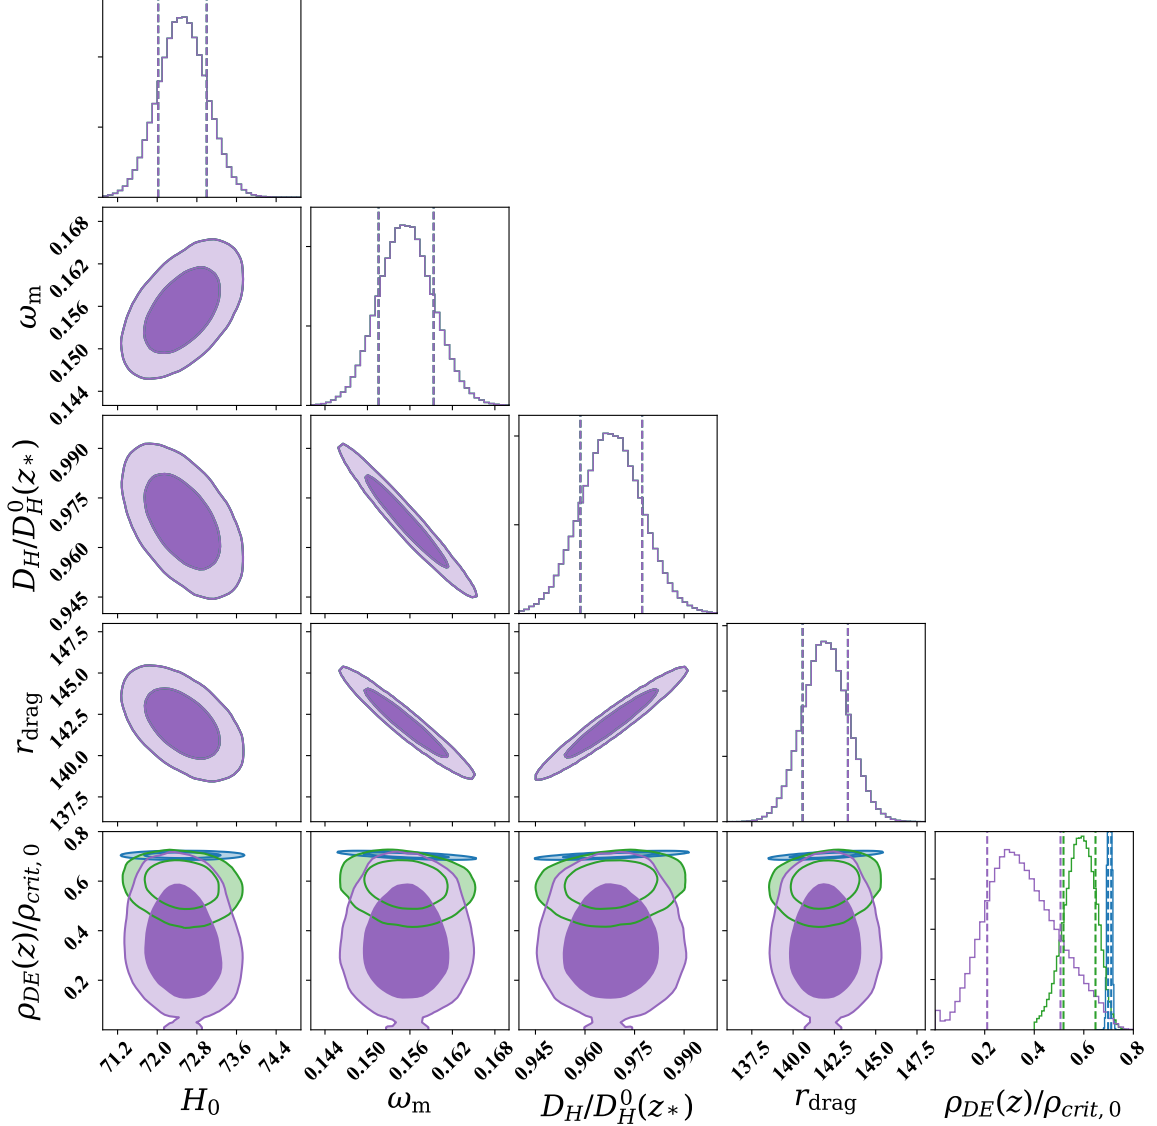 0.168
0.162
0.156
0.150
0.144
ωm
0.990
0.975
0.960
0.945
D_H/D_H^0(z_*)
147.5
145.0
142.5
140.0
137.5
r_drag
0.8
0.6
0.4
0.2
ρ_DE(z)/ρ_crit, 0
71.2 72.0 72.8 73.6 74.4
0.144 0.150 0.156 0.162 0.168
0.945 0.960 0.975 0.990
137.5 140.0 142.5 145.0 147.5
0.2 0.4 0.6 0.8
H_0
ω_m
D_H/D_H^0(z_*)
r_drag
ρ_DE(z)/ρ_crit, 0